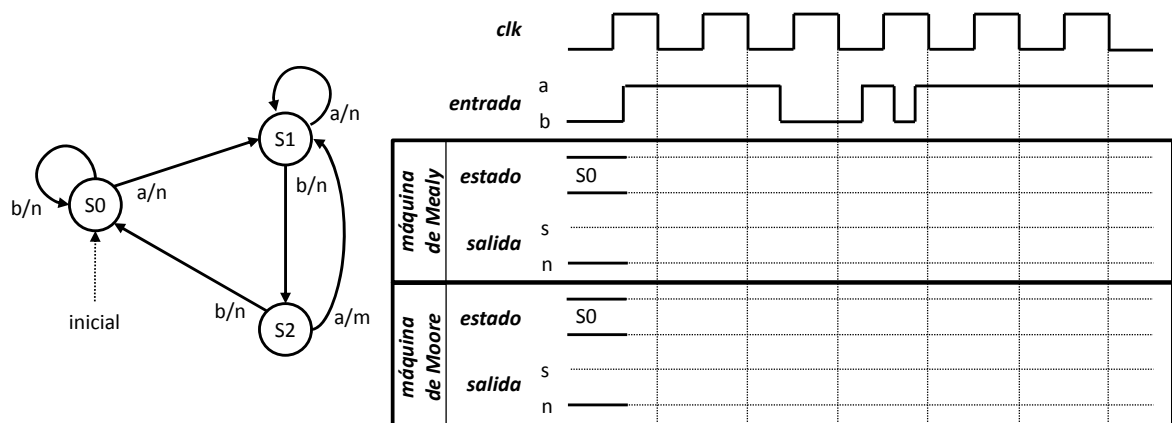 clk
a
entrada
b
S1
a/n
S0
a/n
b/n
b/n
b/n
S2
a/m
inicial
máquina
de Mealy
estado
S0
salida
s
n
máquina
de Moore
estado
S0
salida
s
n